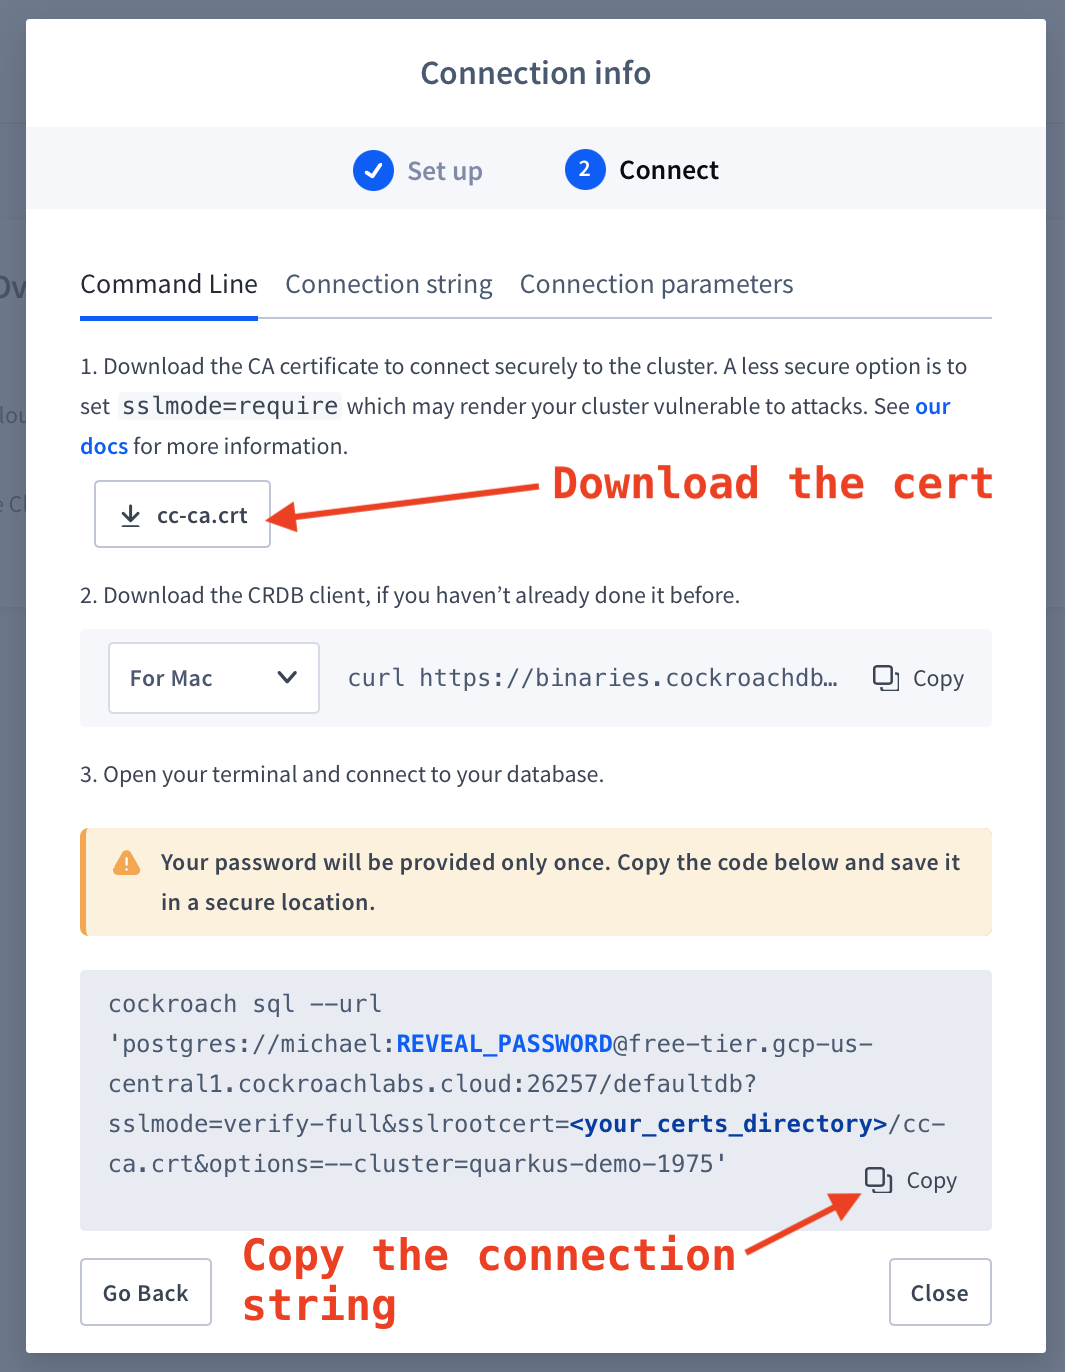 Connection info
Set up
2 Connect
Command Line Connection string Connection parameters
1. Download the CA certificate to connect securely to the cluster. A less secure option is to
set sslmode=require which may render your cluster vulnerable to attacks. See our
docs for more information.
Download the cert
cc-ca.crt
2. Download the CRDB client, if you haven’t already done it before.
For Mac curl https://binaries.cockroachdb… Copy
3. Open your terminal and connect to your database.
Your password will be provided only once. Copy the code below and save it
in a secure location.
cockroach sql --url
'postgres://michael:REVEAL_PASSWORD@free-tier.gcp-us-
central1.cockroachlabs.cloud:26257/defaultdb?
sslmode=verify-full&sslrootcert=<your_certs_directory>/cc-
ca.crt&options=--cluster=quarkus-demo-1975'
Copy
Copy the connection
string
Go Back
Close